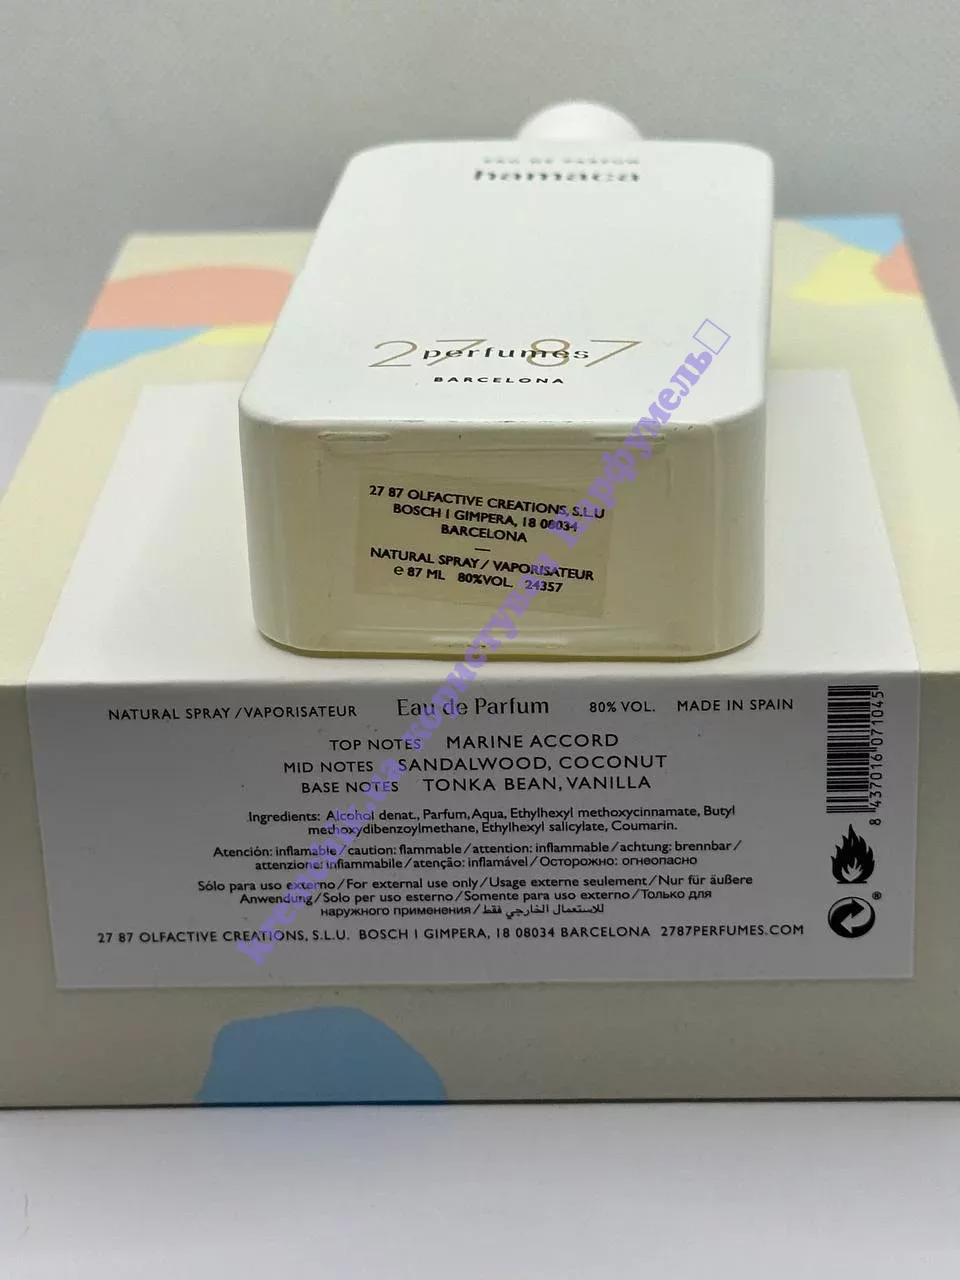 EAU DE PARFUM
hamaca
27 87
perfumes
BARCELONA
27 87 OLFACTIVE CREATIONS, S.L.U
BOSCH I GIMPERA, 18 08034
BARCELONA
NATURAL SPRAY / VAPORISATEUR
e 87 ML 80%VOL. 24357
NATURAL SPRAY /VAPORISATEUR Eau de Parfum 80% VOL. MADE IN SPAIN
TOP NOTES MARINE ACCORD
MID NOTES SANDALWOOD, COCONUT
BASE NOTES TONKA BEAN, VANILLA
Ingredients: Alcohol denat., Parfum, Aqua, Ethylhexyl methoxycinnamate, Butyl
methoxydibenzoylmethane, Ethylhexyl salicylate, Coumarin.
Atención: inflamable / caution: flammable / attention: inflammable / achtung: brennbar /
attenzione: infiammabile / atenção: inflamável / Осторожно: огнеопасно
Sólo para uso externo / For external use only / Usage externe seulement / Nur für äußere
Anwendung / Solo per uso esterno / Somente para uso externo / Только для
наружного применения / للاستعمال الخارجي فقط
27 87 OLFACTIVE CREATIONS, S.L.U. BOSCH I GIMPERA, 18 08034 BARCELONA 2787PERFUMES.COM
8 437016 071045
користувач Парфумель